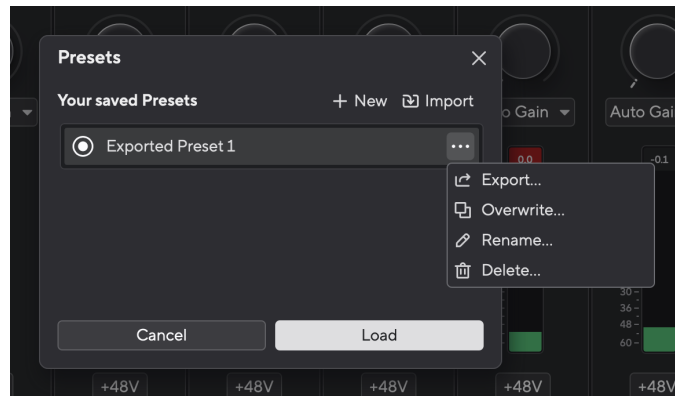 Presets
Your saved Presets
New
Import
Exported Preset 1
Export...
Overwrite...
Rename...
Delete...
Cancel
Load
o Gain
Auto Gai
0.0
-0.1
30
36
48
60
+48V
+48V
+48V
+48V
+48V